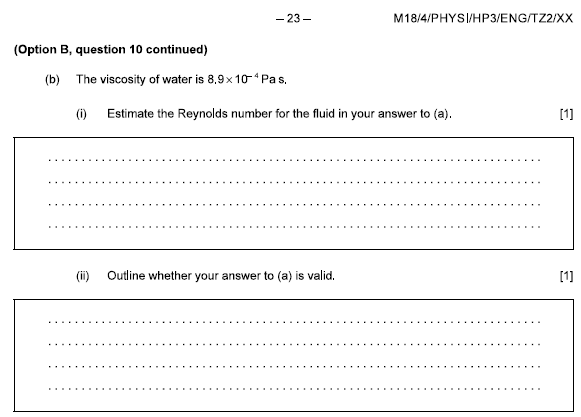 – 23 –
M18/4/PHYSI/HP3/ENG/TZ2/XX
(Option B, question 10 continued)
(b) The viscosity of water is 8.9 × 10⁻⁴ Pa s.
(i) Estimate the Reynolds number for the fluid in your answer to (a). [1]
(ii) Outline whether your answer to (a) is valid. [1]